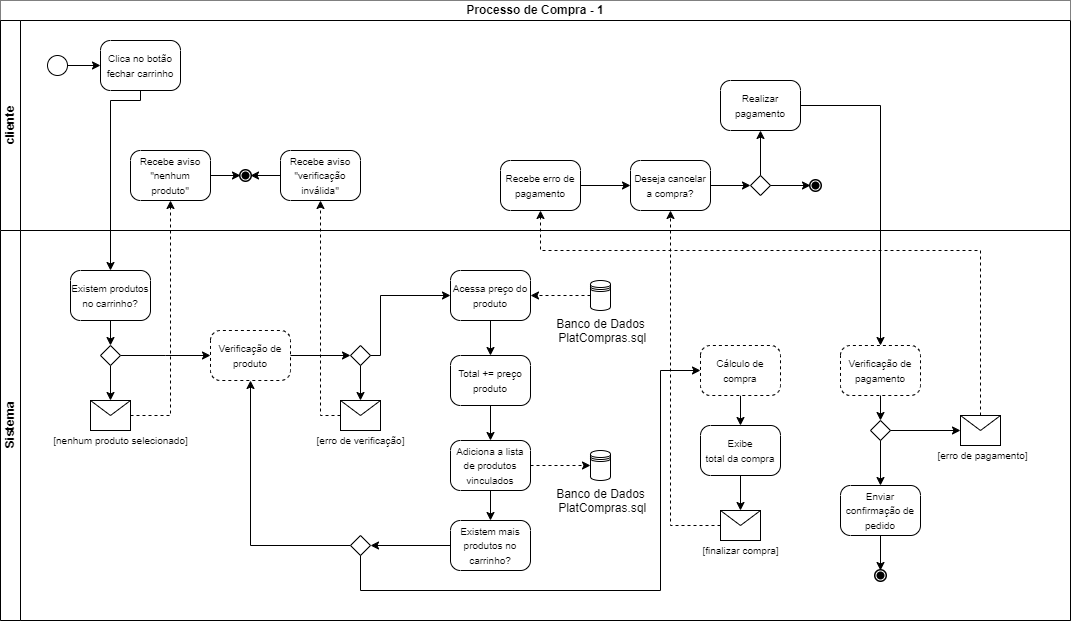 Processo de Compra - 1
cliente
Clica no botão
fechar carrinho
Recebe aviso
"nenhum
produto"
Recebe aviso
"verificação
inválida"
Recebe erro de
pagamento
Deseja cancelar
a compra?
Realizar
pagamento
Sistema
Existem produtos
no carrinho?
[nenhum produto selecionado]
Verificação de
produto
[erro de verificação]
Acessa preço do
produto
Banco de Dados
PlatCompras.sql
Total += preço
produto
Adiciona a lista
de produtos
vinculados
Banco de Dados
PlatCompras.sql
Existem mais
produtos no
carrinho?
Cálculo de
compra
Exibe
total da compra
[finalizar compra]
Verificação de
pagamento
[erro de pagamento]
Enviar
confirmação de
pedido